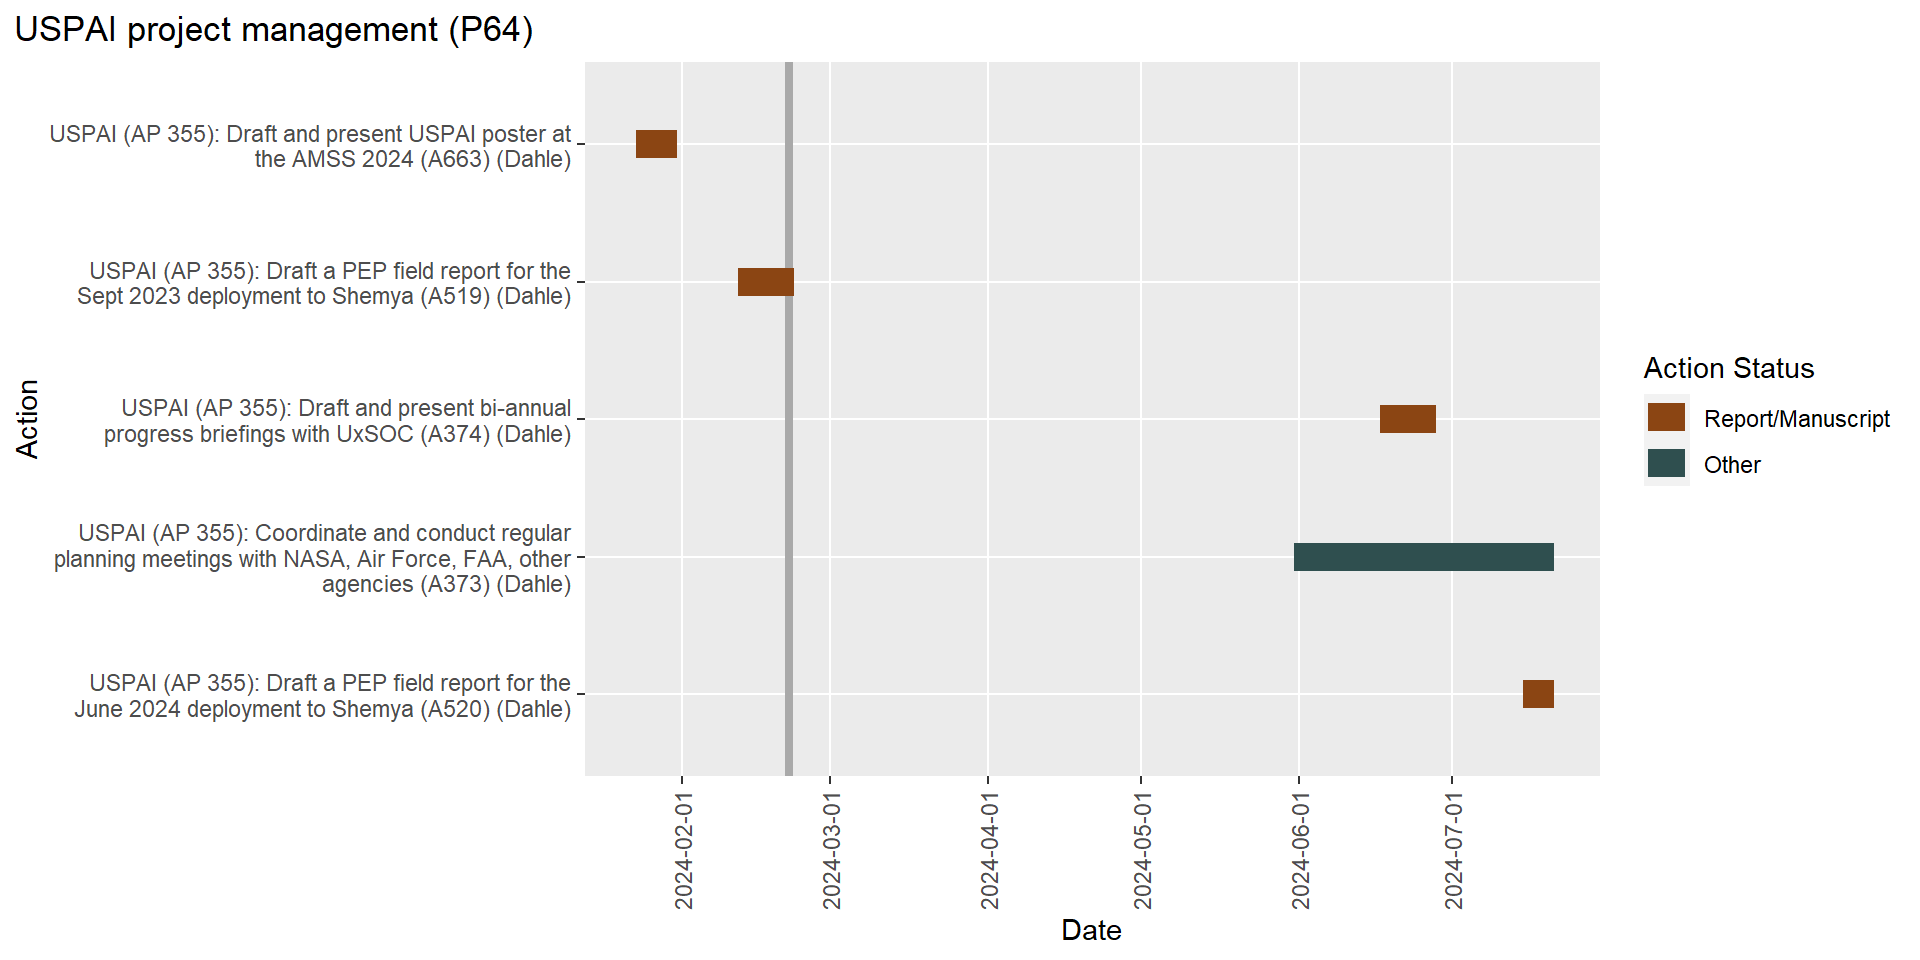 USPAI project management (P64)
USPAI (AP 355): Draft and present USPAI poster at
the AMSS 2024 (A663) (Dahle)
USPAI (AP 355): Draft a PEP field report for the
Sept 2023 deployment to Shemya (A519) (Dahle)
USPAI (AP 355): Draft and present bi-annual
progress briefings with UxSOC (A374) (Dahle)
USPAI (AP 355): Coordinate and conduct regular
planning meetings with NASA, Air Force, FAA, other
agencies (A373) (Dahle)
USPAI (AP 355): Draft a PEP field report for the
June 2024 deployment to Shemya (A520) (Dahle)
Action
2024-02-01
2024-03-01
2024-04-01
2024-05-01
2024-06-01
2024-07-01
Date
Action Status
Report/Manuscript
Other